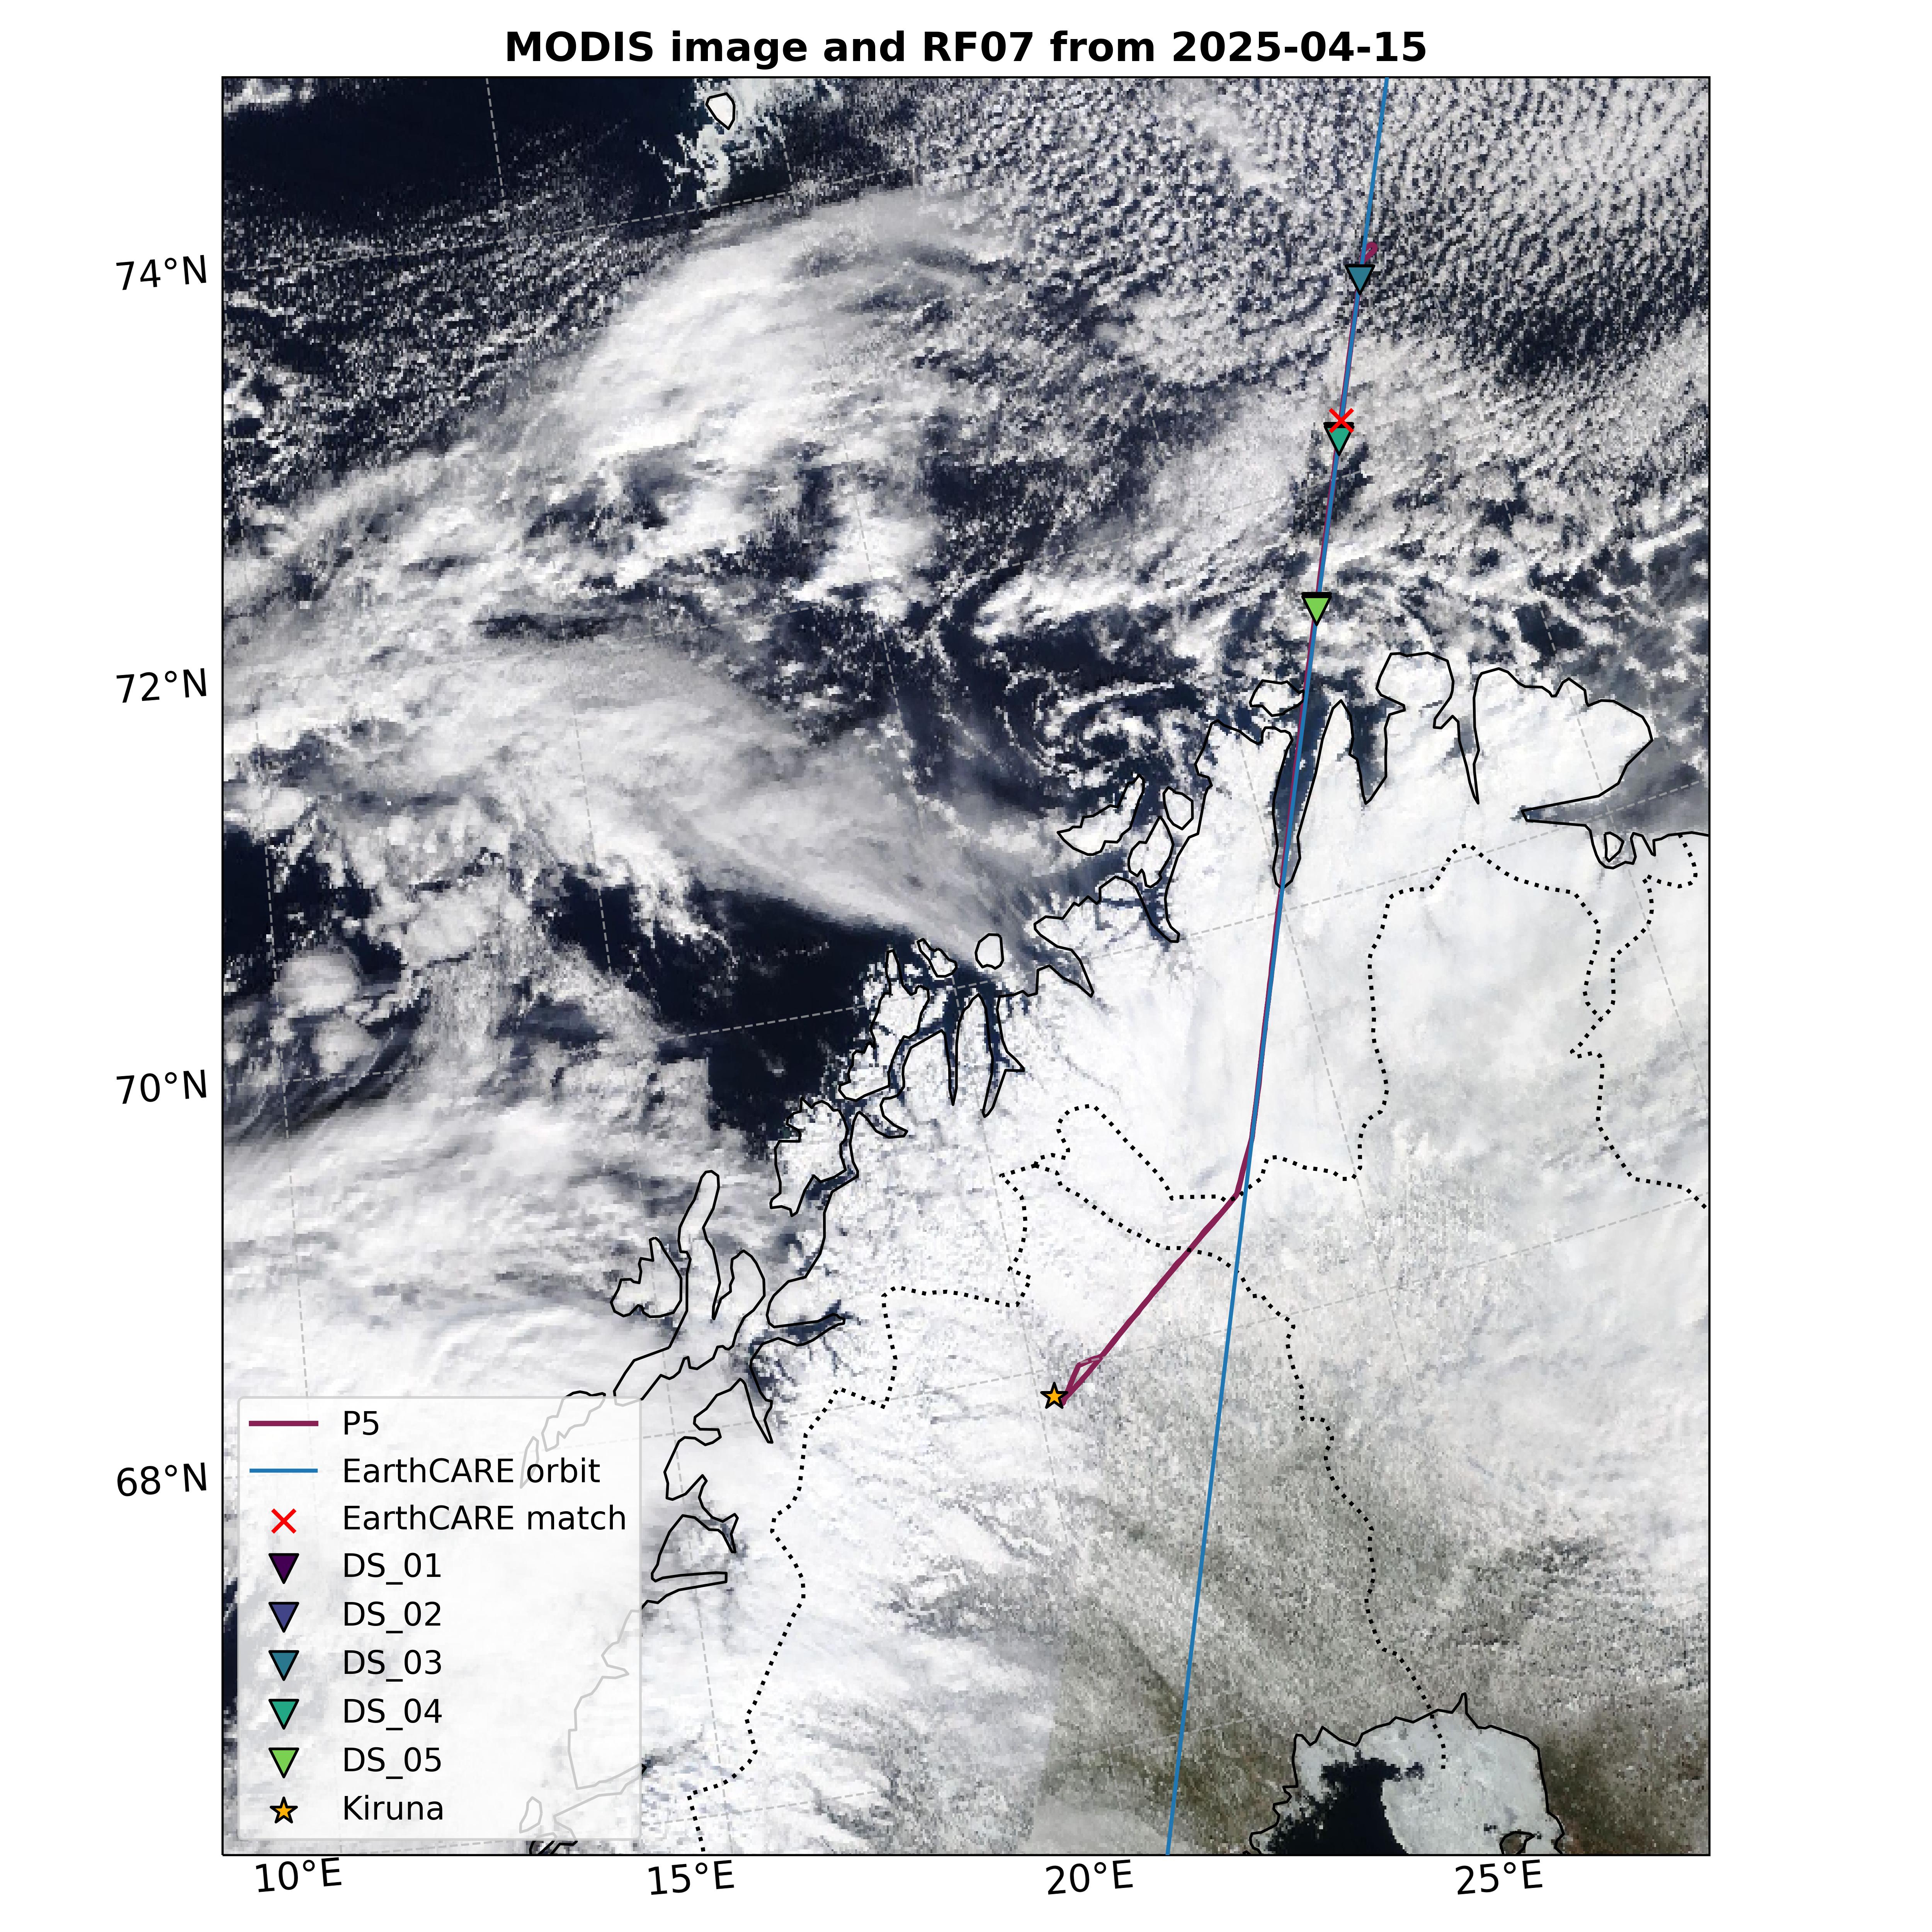 MODIS image and RF07 from 2025-04-15
74°N
72°N
70°N
68°N
P5
EarthCARE orbit
EarthCARE match
DS_01
DS_02
DS_03
DS_04
DS_05
Kiruna
10°E
15°E
20°E
25°E